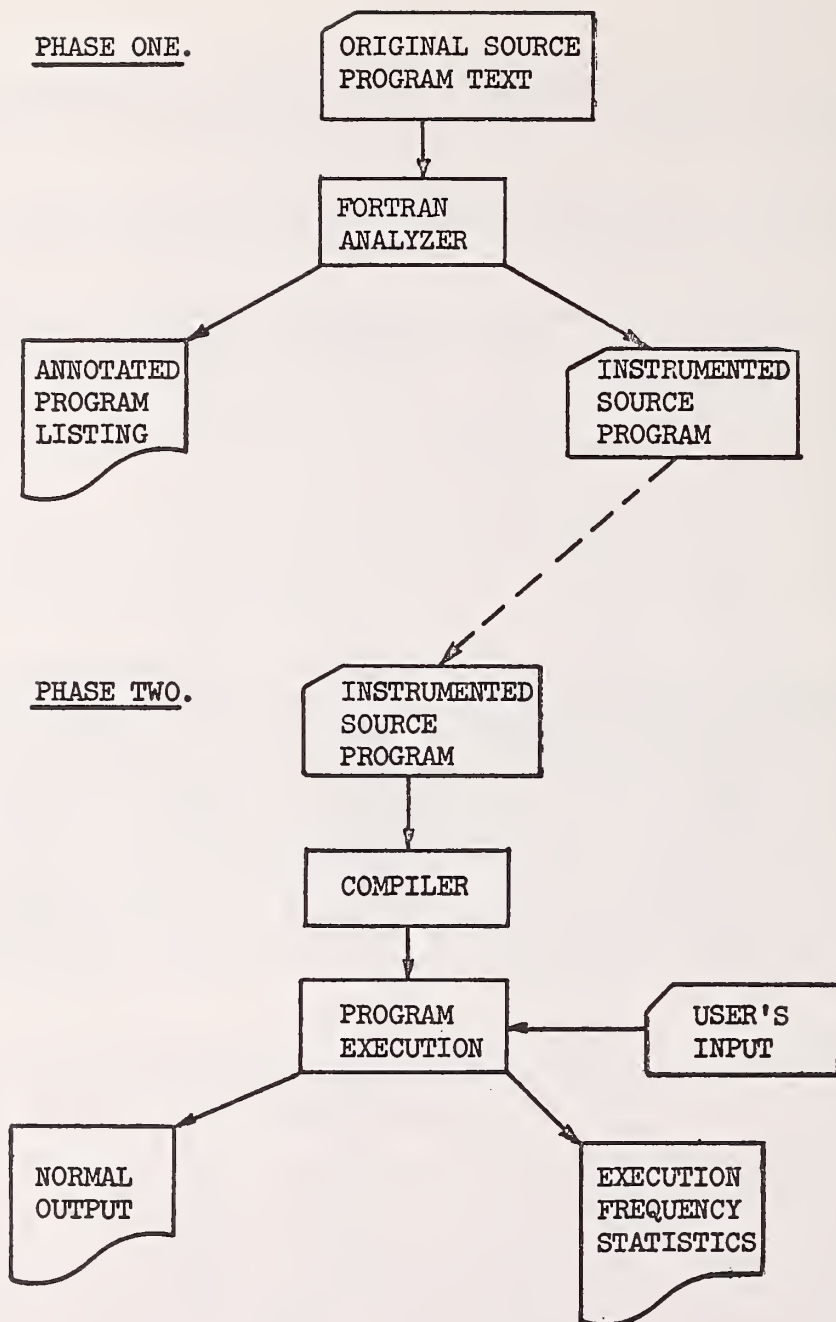 PHASE ONE.
ORIGINAL SOURCE
PROGRAM TEXT
FORTRAN
ANALYZER
ANNOTATED
PROGRAM
LISTING
INSTRUMENTED
SOURCE
PROGRAM
PHASE TWO.
INSTRUMENTED
SOURCE
PROGRAM
COMPILER
PROGRAM
EXECUTION
USER'S
INPUT
NORMAL
OUTPUT
EXECUTION
FREQUENCY
STATISTICS